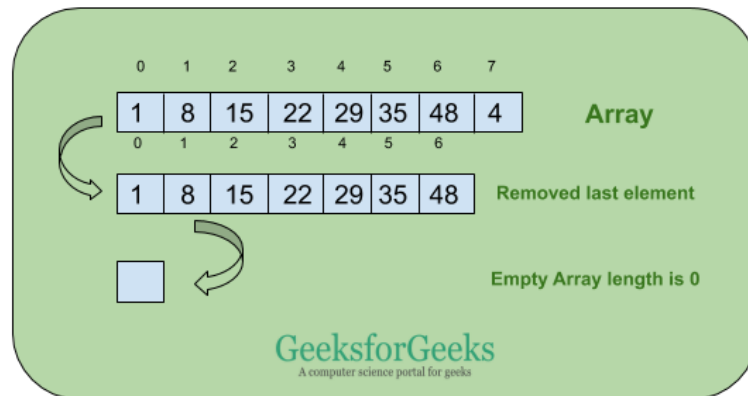 0 1 2 3 4 5 6 7
1 8 15 22 29 35 48 4 Array
0 1 2 3 4 5 6
1 8 15 22 29 35 48 Removed last element
Empty Array length is 0
GeeksforGeeks
A computer science portal for geeks